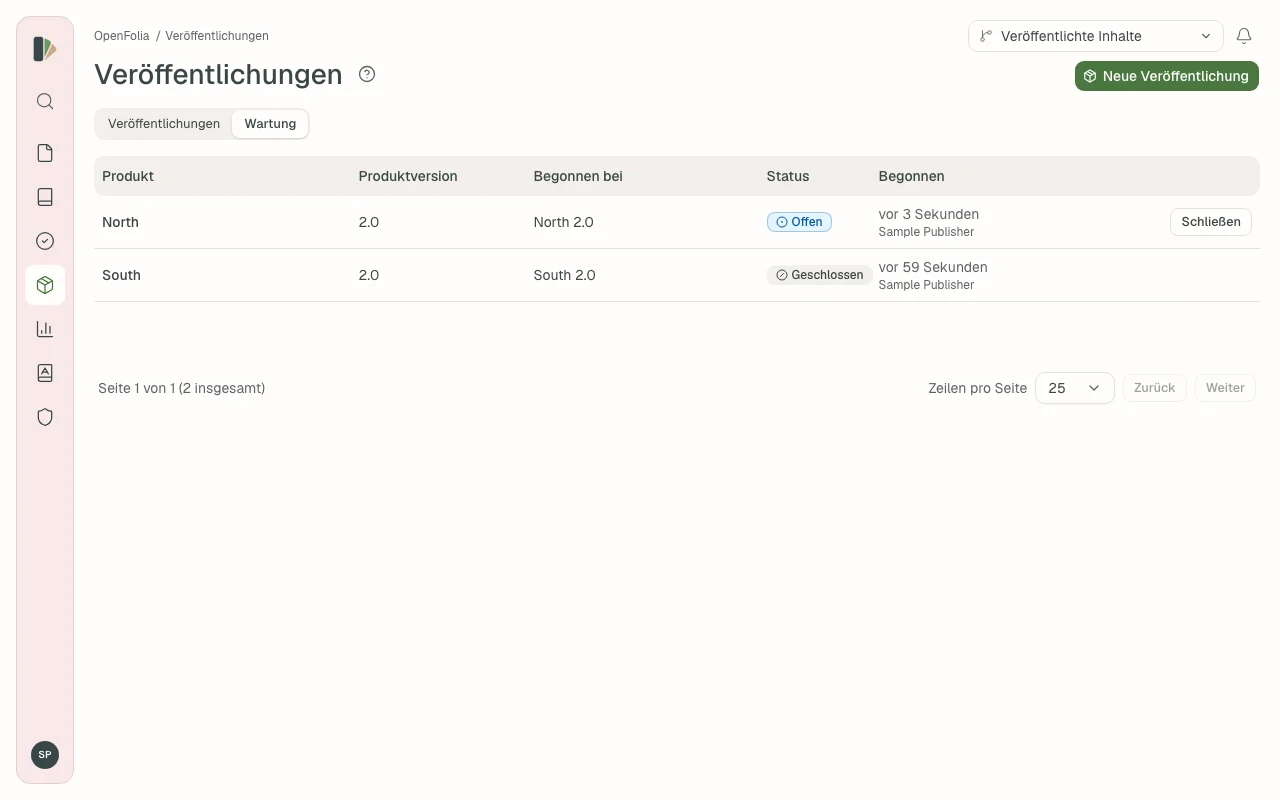 OpenFolia / Veröffentlichungen
Veröffentlichte Inhalte
Veröffentlichungen
Neue Veröffentlichung
Veröffentlichungen Wartung
Produkt Produktversion Begonnen bei Status Begonnen
North 2.0 North 2.0 Offen vor 3 Sekunden Sample Publisher Schließen
South 2.0 South 2.0 Geschlossen vor 59 Sekunden Sample Publisher
Seite 1 von 1 (2 insgesamt) Zeilen pro Seite 25 Zurück Weiter
SP